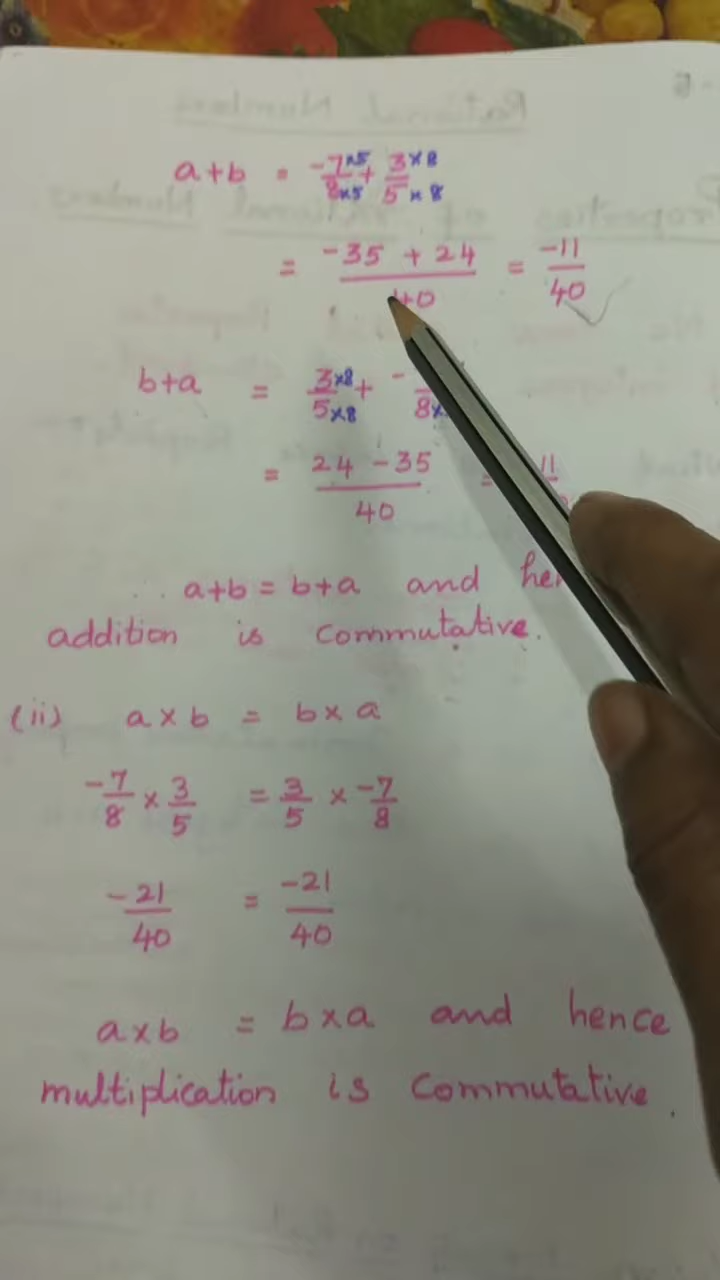 a+b = -7×5/8×5 + 3×8/5×8
= -35 + 24/40 = -11/40
b+a = 3×8/5×8 + -/8×
= 24 -35/40 = 11
∴ a+b = b+a and
addition is commutative.
(ii) a × b = b × a
-7/8 × 3/5 = 3/5 × -7/8
-21/40 = -21/40
a×b = b×a and hence
multiplication is commutative.